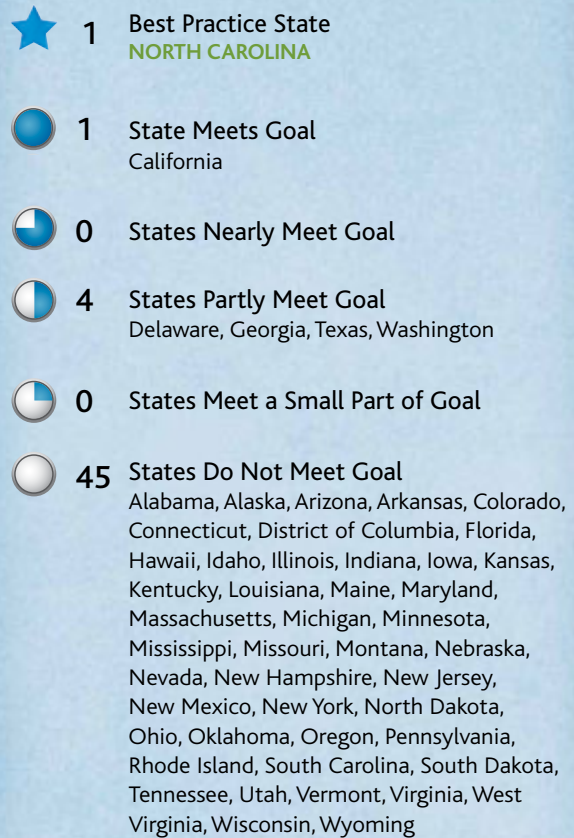 1 Best Practice State
NORTH CAROLINA
1 State Meets Goal
California
0 States Nearly Meet Goal
4 States Partly Meet Goal
Delaware, Georgia, Texas, Washington
0 States Meet a Small Part of Goal
45 States Do Not Meet Goal
Alabama, Alaska, Arizona, Arkansas, Colorado,
Connecticut, District of Columbia, Florida,
Hawaii, Idaho, Illinois, Indiana, Iowa, Kansas,
Kentucky, Louisiana, Maine, Maryland,
Massachusetts, Michigan, Minnesota,
Mississippi, Missouri, Montana, Nebraska,
Nevada, New Hampshire, New Jersey,
New Mexico, New York, North Dakota,
Ohio, Oklahoma, Oregon, Pennsylvania,
Rhode Island, South Carolina, South Dakota,
Tennessee, Utah, Vermont, Virginia, West
Virginia, Wisconsin, Wyoming